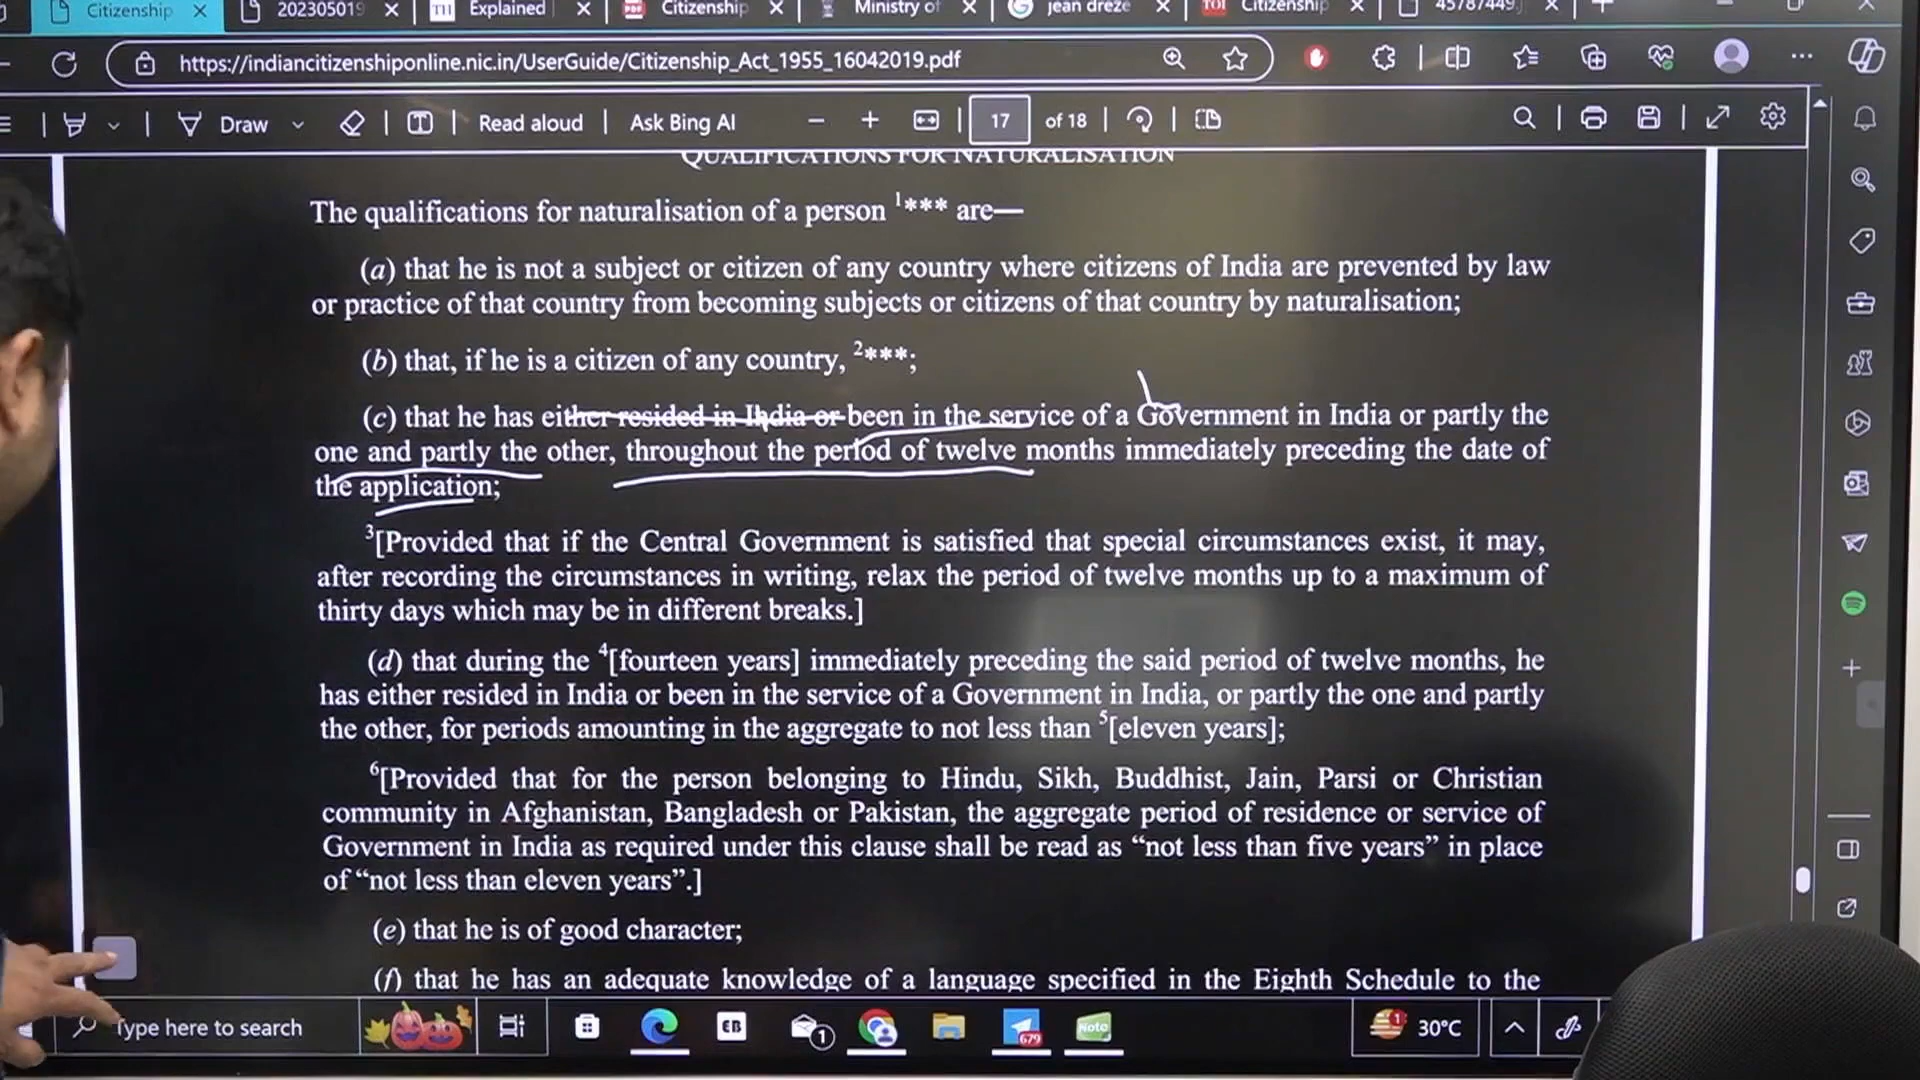 Citizenship
202305019
Explained
Citizenship
Ministry of
jean dreze
Citizenship
https://indiancitizenshiponline.nic.in/UserGuide/Citizenship_Act_1955_16042019.pdf
Draw
Read aloud
Ask Bing AI
17
of 18
QUALIFICATIONS FOR NATURALISATION
The qualifications for naturalisation of a person 1*** are—
(a) that he is not a subject or citizen of any country where citizens of India are prevented by law
or practice of that country from becoming subjects or citizens of that country by naturalisation;
(b) that, if he is a citizen of any country, 2***;
(c) that he has either resided in India or been in the service of a Government in India or partly the
one and partly the other, throughout the period of twelve months immediately preceding the date of
the application;
3[Provided that if the Central Government is satisfied that special circumstances exist, it may,
after recording the circumstances in writing, relax the period of twelve months up to a maximum of
thirty days which may be in different breaks.]
(d) that during the 4[fourteen years] immediately preceding the said period of twelve months, he
has either resided in India or been in the service of a Government in India, or partly the one and partly
the other, for periods amounting in the aggregate to not less than 5[eleven years];
6[Provided that for the person belonging to Hindu, Sikh, Buddhist, Jain, Parsi or Christian
community in Afghanistan, Bangladesh or Pakistan, the aggregate period of residence or service of
Government in India as required under this clause shall be read as “not less than five years” in place
of “not less than eleven years”.]
(e) that he is of good character;
(f) that he has an adequate knowledge of a language specified in the Eighth Schedule to the
Type here to search
EB
1
679
Note
1
30°C